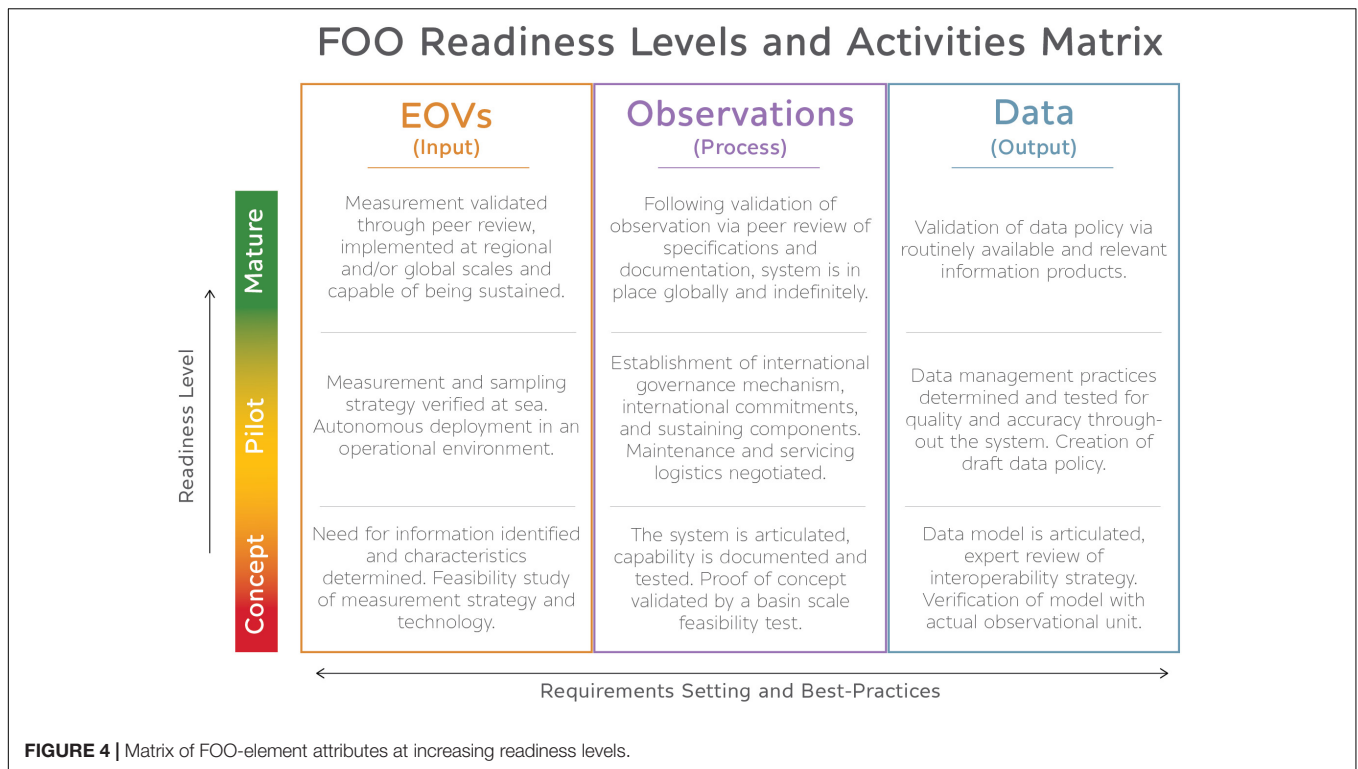 FOO Readiness Levels and Activities Matrix
EOVs
(Input)
Observations
(Process)
Data
(Output)
Readiness Level
Mature
Measurement validated
through peer review,
implemented at regional
and/or global scales and
capable of being sustained.
Following validation of
observation via peer review of
specifications and
documentation, system is in
place globally and indefinitely.
Validation of data policy via
routinely available and relevant
information products.
Pilot
Measurement and sampling
strategy verified at sea.
Autonomous deployment in an
operational environment.
Establishment of international
governance mechanism,
international commitments,
and sustaining components.
Maintenance and servicing
logistics negotiated.
Data management practices
determined and tested for
quality and accuracy through-
out the system. Creation of
draft data policy.
Concept
Need for information identified
and characteristics
determined. Feasibility study
of measurement strategy and
technology.
The system is articulated,
capability is documented and
tested. Proof of concept
validated by a basin scale
feasibility test.
Data model is articulated,
expert review of
interoperability strategy.
Verification of model with
actual observational unit.
Requirements Setting and Best-Practices
FIGURE 4 | Matrix of FOO-element attributes at increasing readiness levels.